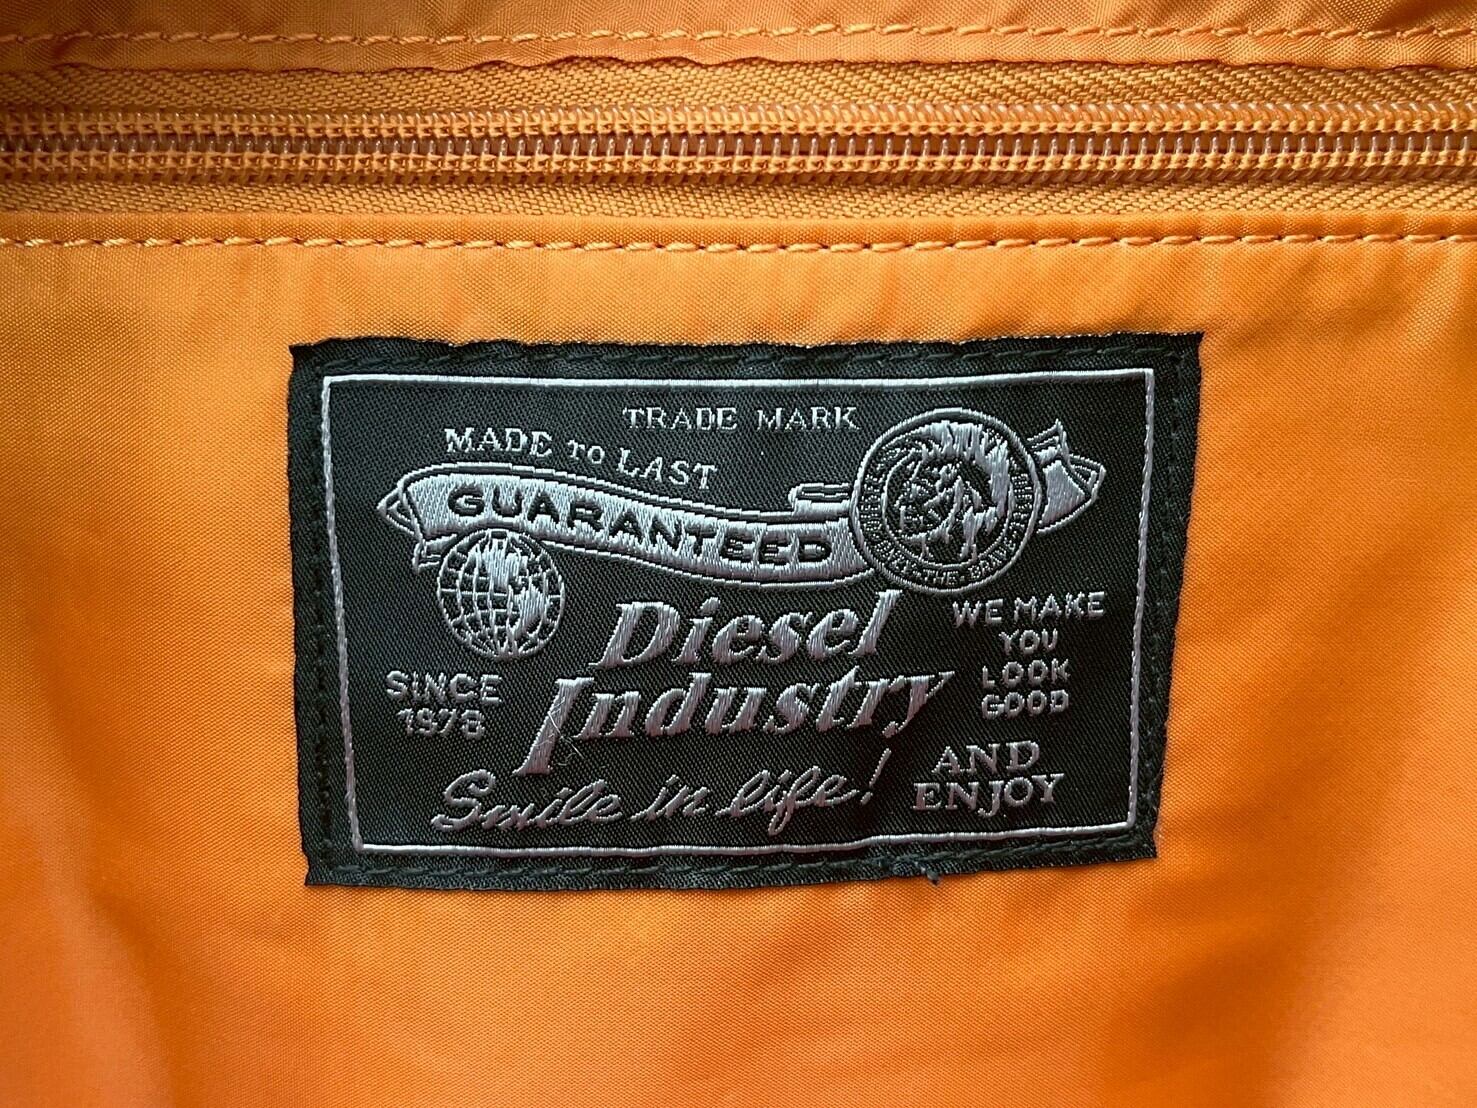 TRADE MARK
MADE TO LAST
GUARANTEED
Diesel
Industry
SINCE
1978
WE MAKE
YOU
LOOK
GOOD
AND
ENJOY
Smile in life!